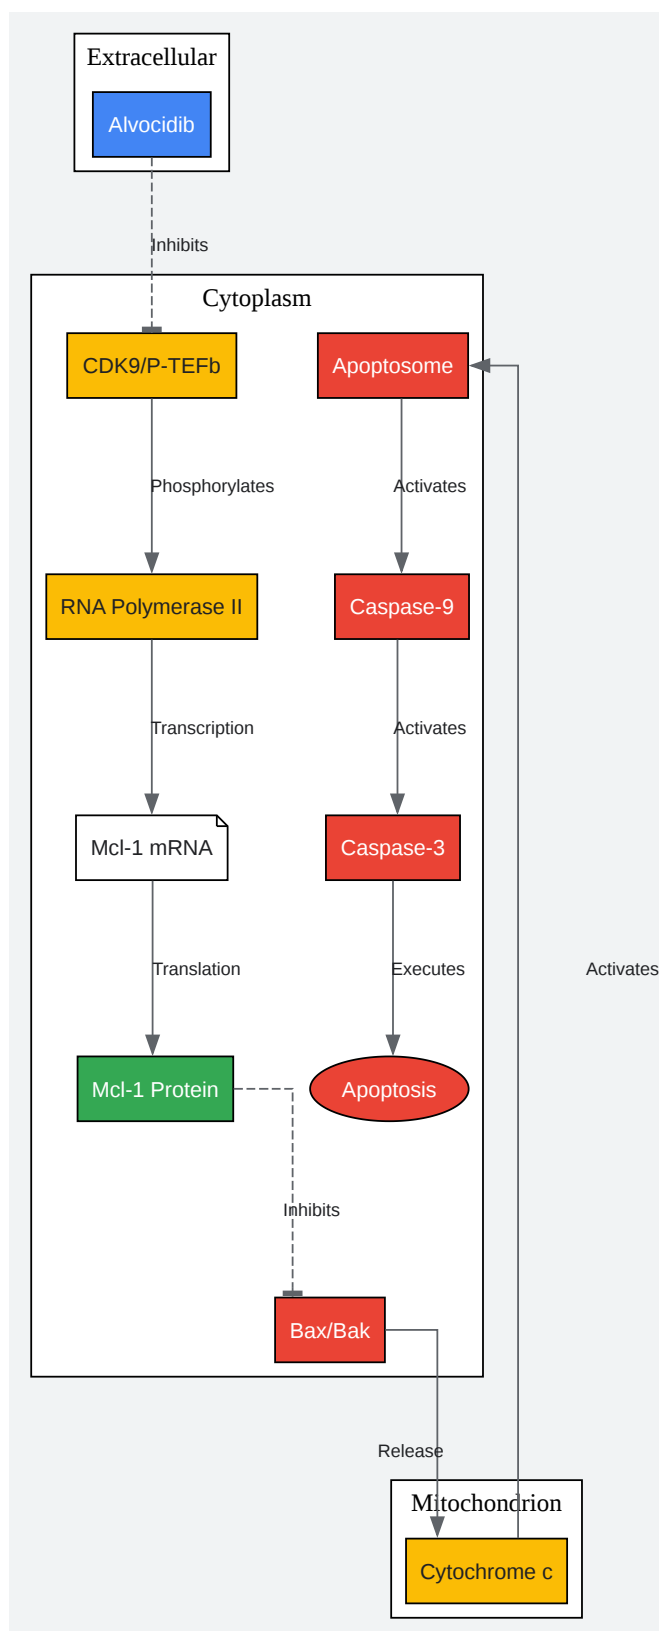 Extracellular
Alvocidib
Inhibits
Cytoplasm
CDK9/P-TEFb
Apoptosome
Phosphorylates
Activates
RNA Polymerase II
Caspase-9
Transcription
Activates
Mcl-1 mRNA
Caspase-3
Translation
Executes
Activates
Mcl-1 Protein
Apoptosis
Inhibits
Bax/Bak
Release
Mitochondrion
Cytochrome c